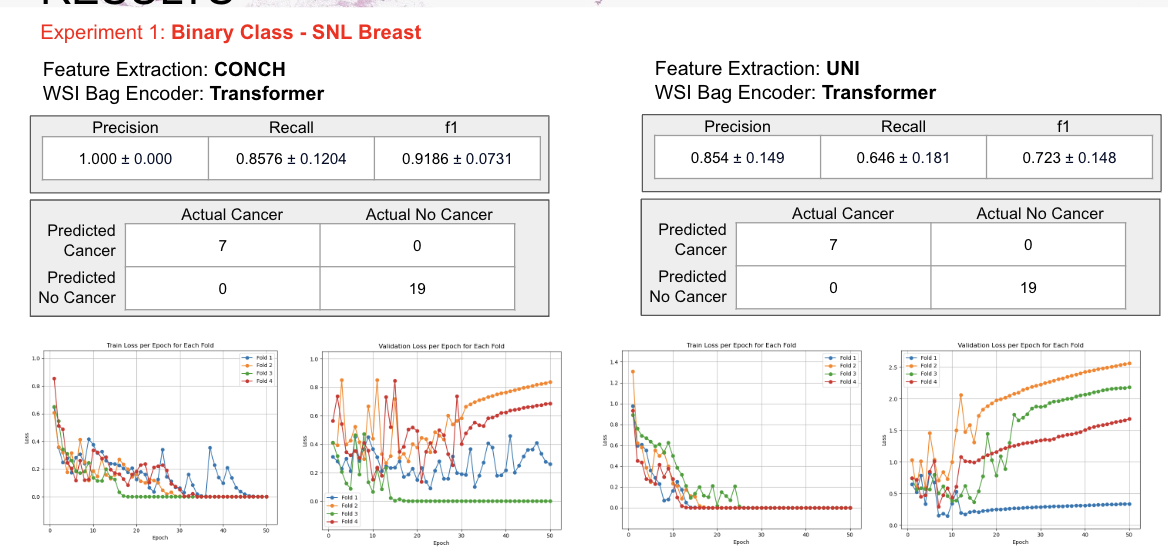 RESULTS
Experiment 1: Binary Class - SNL Breast
Feature Extraction: CONCH
WSI Bag Encoder: Transformer
Precision Recall f1
1.000 ± 0.000 0.8576 ± 0.1204 0.9186 ± 0.0731
Actual Cancer Actual No Cancer
Predicted
Cancer
7 0
Predicted
No Cancer
0 19
Train Loss per Epoch for Each Fold
Fold 1
Fold 2
Fold 3
Fold 4
1.0
0.8
0.6
0.4
0.2
0.0
Loss
0 10 20 30 40 50
Epoch
Validation Loss per Epoch for Each Fold
1.0
0.8
0.6
0.4
0.2
0.0
Loss
Fold 1
Fold 2
Fold 3
Fold 4
0 10 20 30 40 50
Epoch
Feature Extraction: UNI
WSI Bag Encoder: Transformer
Precision Recall f1
0.854 ± 0.149 0.646 ± 0.181 0.723 ± 0.148
Actual Cancer Actual No Cancer
Predicted
Cancer
7 0
Predicted
No Cancer
0 19
Train Loss per Epoch for Each Fold
Fold 1
Fold 2
Fold 3
Fold 4
1.4
1.2
1.0
0.8
0.6
0.4
0.2
0.0
Loss
0 10 20 30 40 50
Epoch
Validation Loss per Epoch for Each Fold
Fold 1
Fold 2
Fold 3
Fold 4
2.5
2.0
1.5
1.0
0.5
0.0
Loss
0 10 20 30 40 50
Epoch